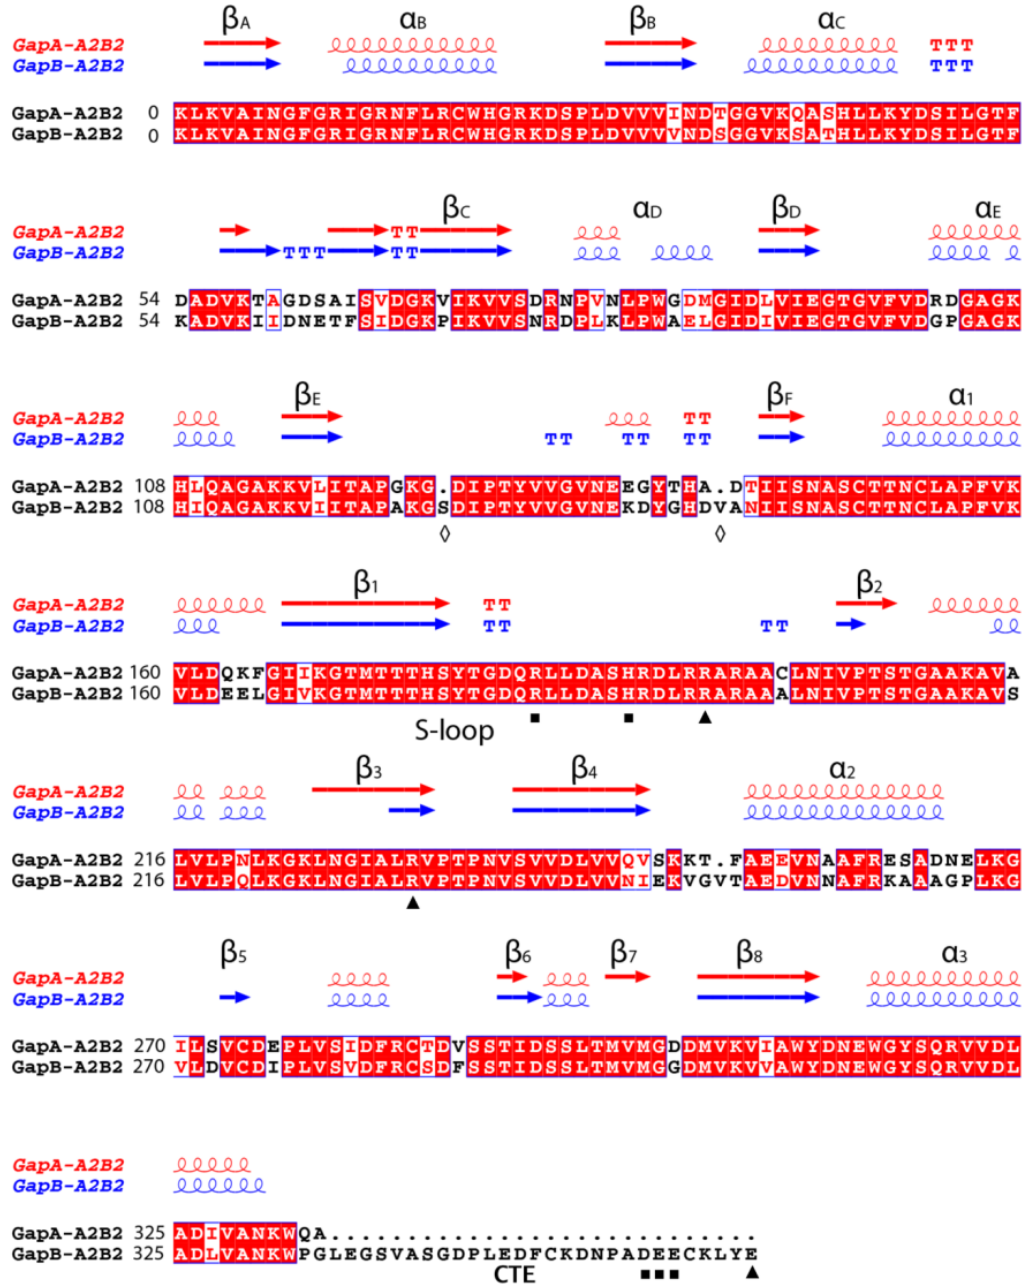 βA αB βB αC
GapA-A2B2 TTT
GapB-A2B2 TTT
GapA-A2B2 0 KLKVAINGFGRIGRNFLRCWHGRKDSPLDVVVINDTGGVKQASHLLKYDSILGTF
GapB-A2B2 0 KLKVAINGFGRIGRNFLRCWHGRKDSPLDVVVVNDSGGVKSATHLLKYDSILGTF
βC αD βD αE
GapA-A2B2 TT
GapB-A2B2 TTT TT
GapA-A2B2 54 DADVKTAGDSAISVDGKVIKVVSDRNPVNLPWGDMGIDLVIEGTGVFVDRDGAGK
GapB-A2B2 54 KADVKIIDNETFSIDGKPIKVVSNRDPLKLPWAELGIDIVIEGTGVFVDGPGAGK
βE βF α1
GapA-A2B2 TT
GapB-A2B2 TT TT TT
GapA-A2B2 108 HLQAGAKKVLITAPGKG.DIPTYVVGVNEEGYTHA.DTIISNASCTTNCLAPFVK
GapB-A2B2 108 HIQAGAKKVIITAPAKGSDIPTYVVGVNEKDYGHDVANIISNASCTTNCLAPFVK
β1 β2
GapA-A2B2 TT
GapB-A2B2 TT TT
GapA-A2B2 160 VLDQKFGIIKGTMTTTHSYTGDQRLLDASHRDLRRARAACLNIVPTSTGAAKAVA
GapB-A2B2 160 VLDEELGIVKGTMTTTHSYTGDQRLLDASHRDLRRARAAALNIVPTSTGAAKAVS
S-loop
β3 β4 α2
GapA-A2B2
GapB-A2B2
GapA-A2B2 216 LVLPNLKGKLNGIALRVPTPNVSVVDLVVQVSKKT.FAEEVNAAFRESADNELKG
GapB-A2B2 216 LVLPQLKGKLNGIALRVPTPNVSVVDLVVNIEKVGVTAEDVNNAFRKAAAGPLKG
β5 β6 β7 β8 α3
GapA-A2B2
GapB-A2B2
GapA-A2B2 270 ILSVCDEPLVSIDFRCTDVSSTIDSSLTMVMGDDMVKVIAWYDNEWGYSQRVVDL
GapB-A2B2 270 VLDVCDIPLVSVDFRCSDFSSTIDSSLTMVMGGDMVKVVAWYDNEWGYSQRVVDL
GapA-A2B2
GapB-A2B2
GapA-A2B2 325 ADIVANKWQA............................
GapB-A2B2 325 ADLVANKWPGLEGSVASGDPLEDFCKDNPADEECKLYE
CTE